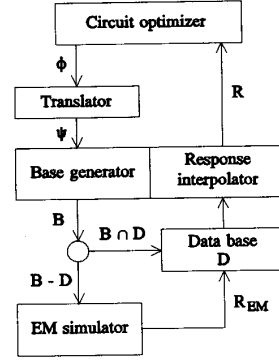 Circuit optimizer
ϕ
R
Translator
ψ
Base generator
Response
interpolator
B
B ∩ D
Data base
D
B - D
R_EM
EM simulator